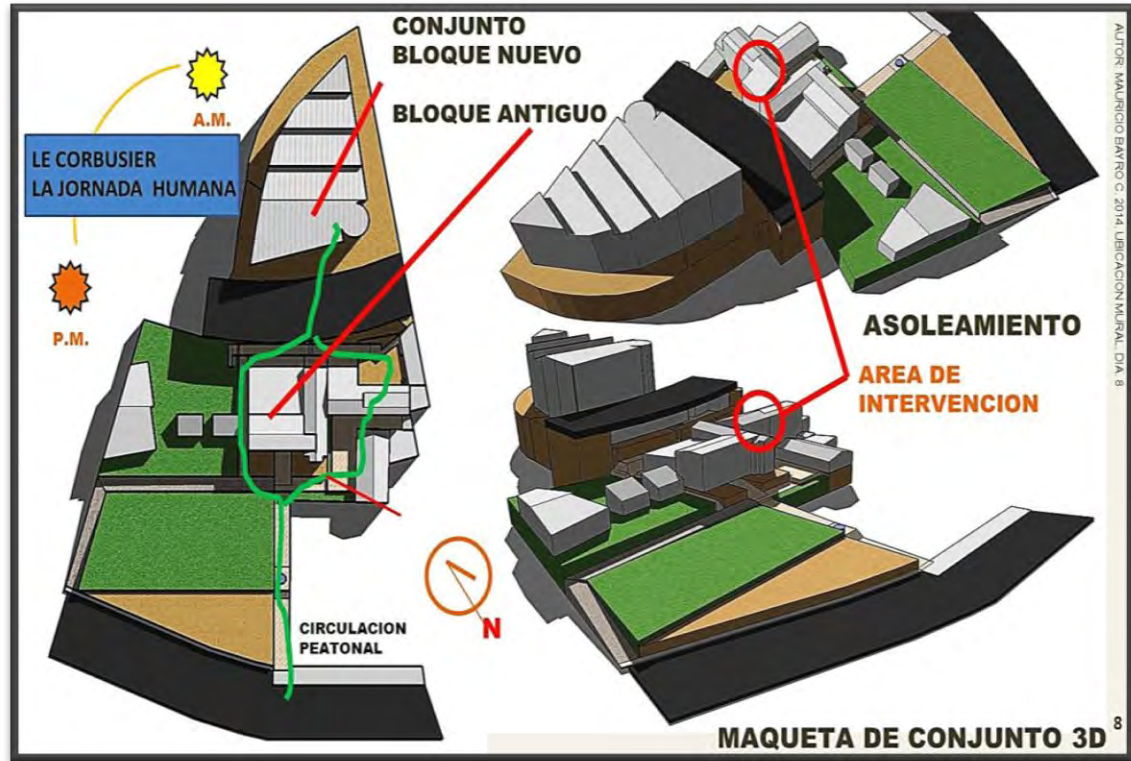 CONJUNTO
BLOQUE NUEVO
BLOQUE ANTIGUO
A.M.
LE CORBUSIER
LA JORNADA HUMANA
P.M.
ASOLEAMIENTO
AREA DE
INTERVENCION
N
CIRCULACION
PEATONAL
AUTOR: MAURICIO BAYRO C. 2014. UBICACION MURAL. DIA. 8
8
MAQUETA DE CONJUNTO 3D